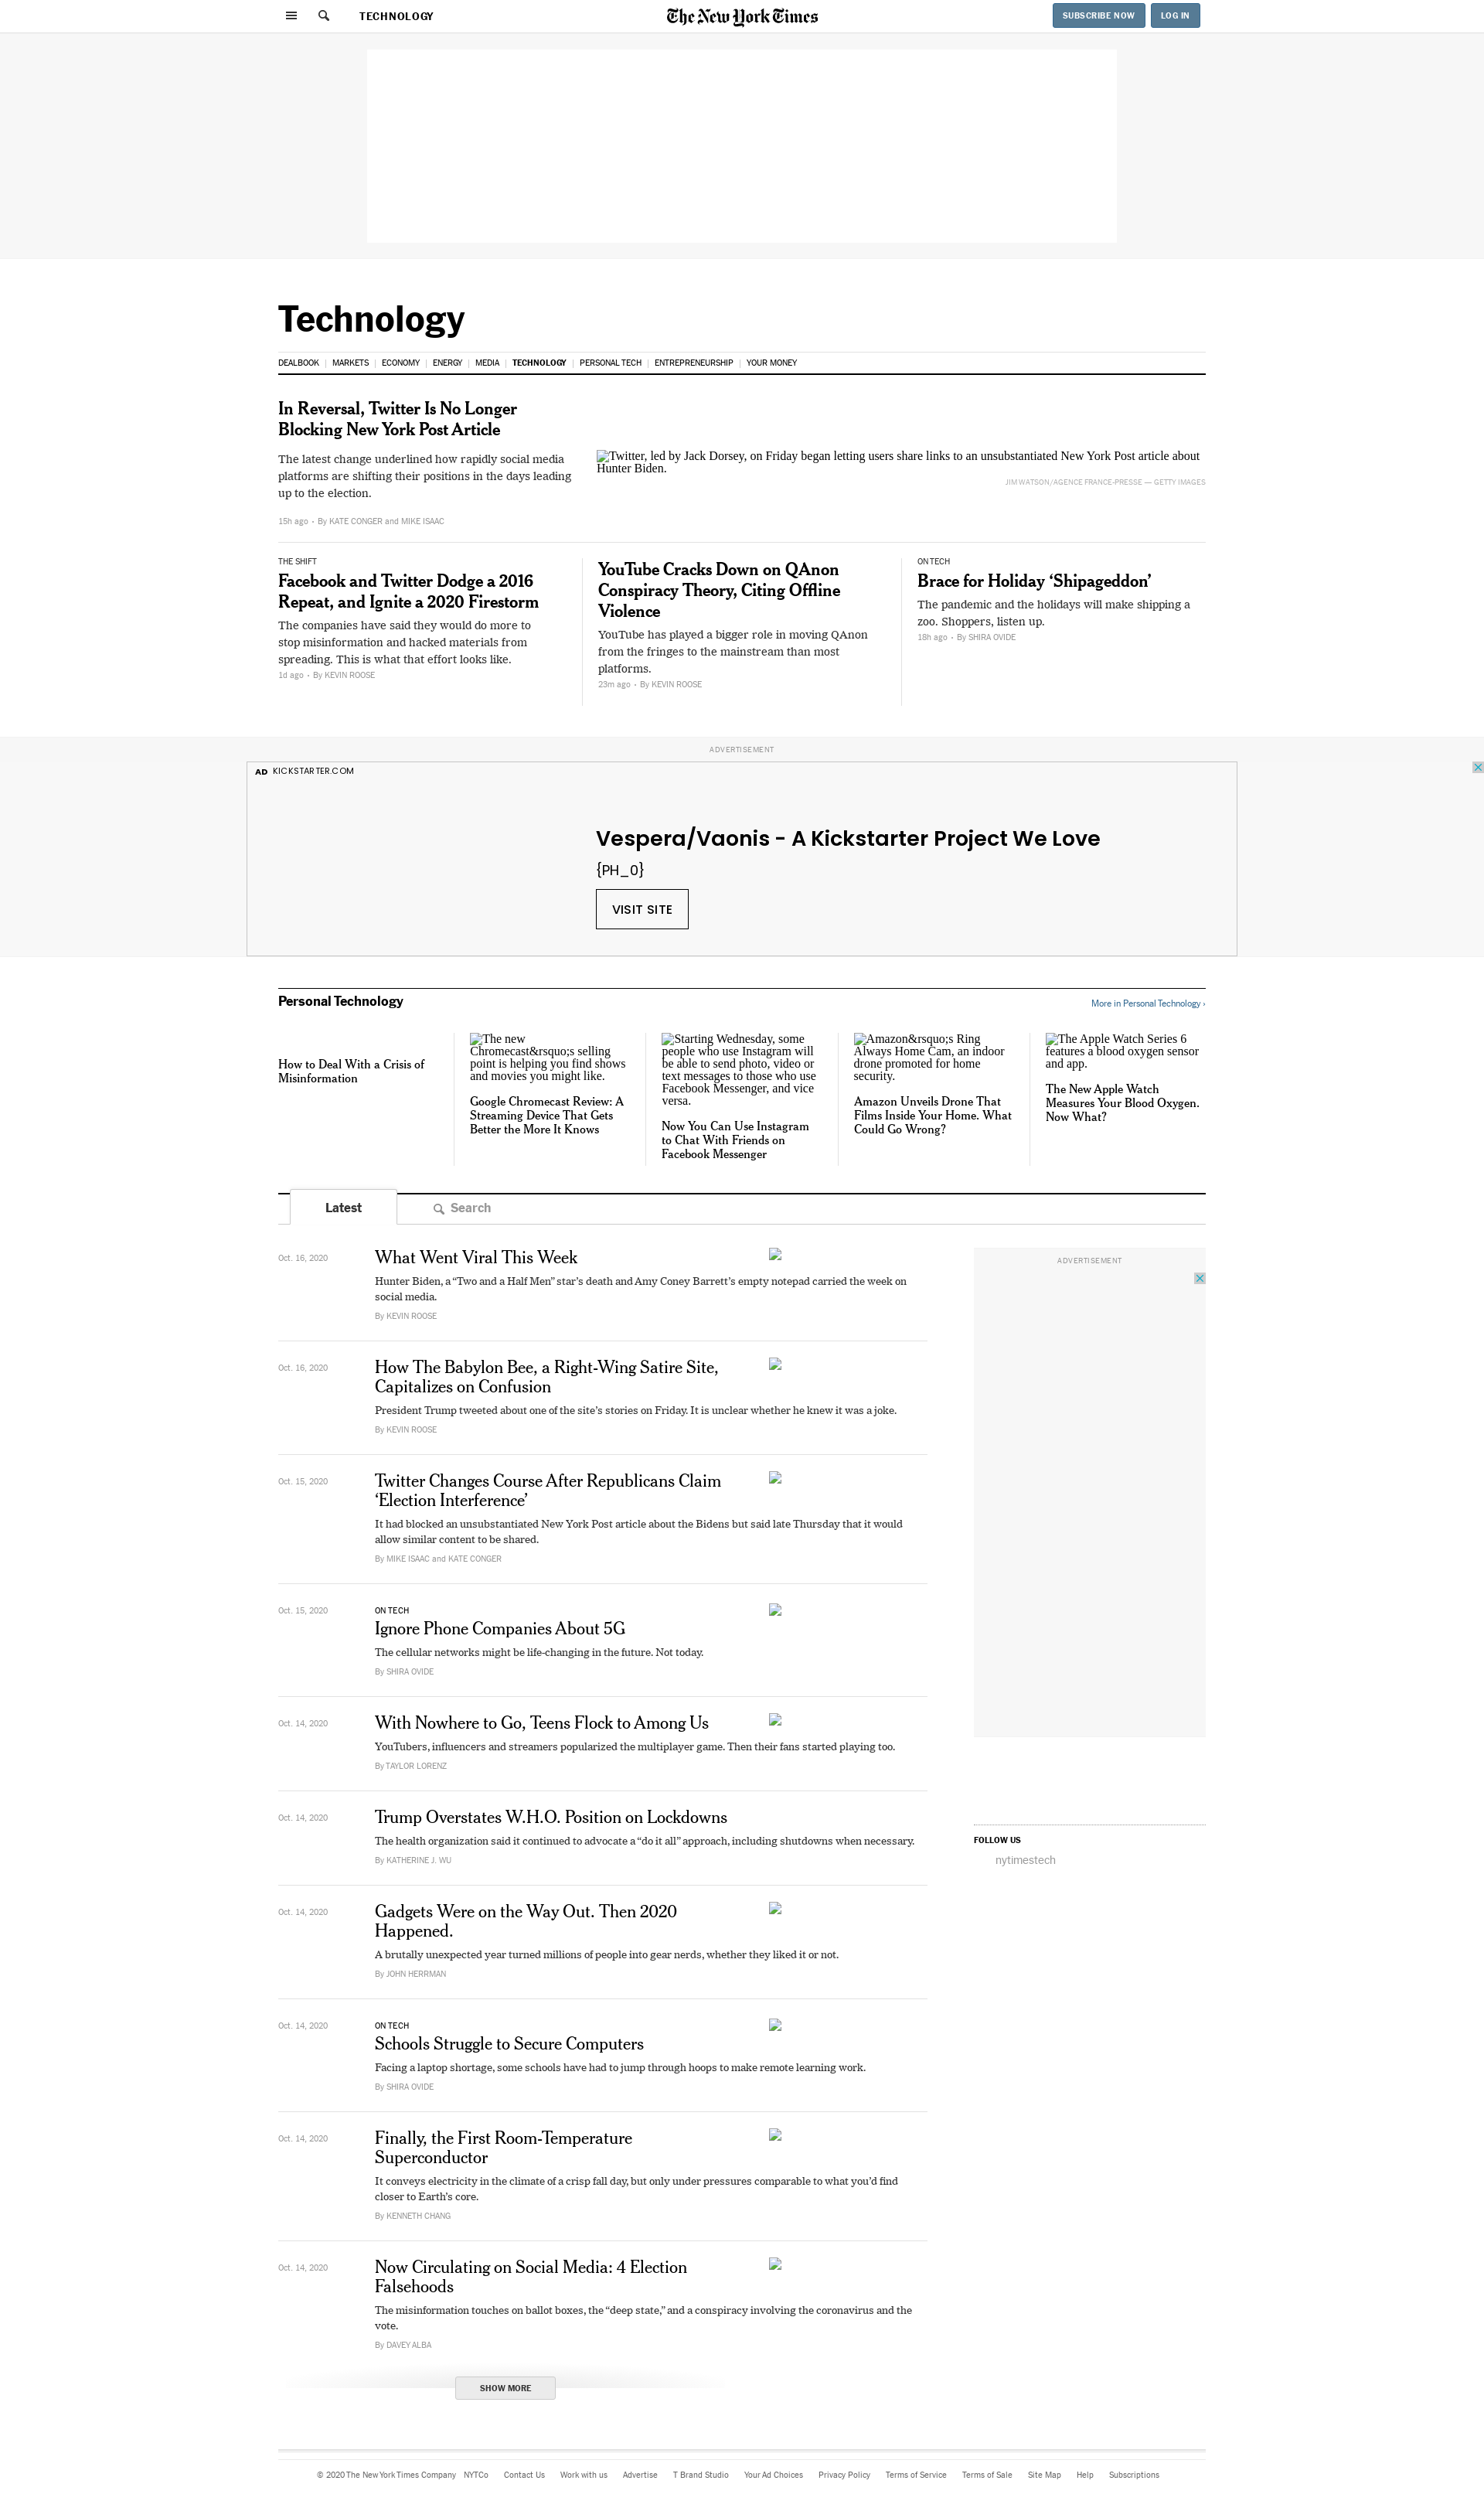 TECHNOLOGY
The New York Times
SUBSCRIBE NOW
LOG IN
Technology
DEALBOOK | MARKETS | ECONOMY | ENERGY | MEDIA | TECHNOLOGY | PERSONAL TECH | ENTREPRENEURSHIP | YOUR MONEY
In Reversal, Twitter Is No Longer
Blocking New York Post Article
The latest change underlined how rapidly social media
platforms are shifting their positions in the days leading
up to the election.
15h ago • By KATE CONGER and MIKE ISAAC
Twitter, led by Jack Dorsey, on Friday began letting users share links to an unsubstantiated New York Post article about
Hunter Biden.
JIM WATSON/AGENCE FRANCE-PRESSE — GETTY IMAGES
THE SHIFT
Facebook and Twitter Dodge a 2016
Repeat, and Ignite a 2020 Firestorm
The companies have said they would do more to
stop misinformation and hacked materials from
spreading. This is what that effort looks like.
1d ago • By KEVIN ROOSE
YouTube Cracks Down on QAnon
Conspiracy Theory, Citing Offline
Violence
YouTube has played a bigger role in moving QAnon
from the fringes to the mainstream than most
platforms.
23m ago • By KEVIN ROOSE
ON TECH
Brace for Holiday ‘Shipageddon’
The pandemic and the holidays will make shipping a
zoo. Shoppers, listen up.
18h ago • By SHIRA OVIDE
ADVERTISEMENT
AD KICKSTARTER.COM
Vespera/Vaonis - A Kickstarter Project We Love
{PH_0}
VISIT SITE
Personal Technology
More in Personal Technology ›
How to Deal With a Crisis of
Misinformation
The new
Chromecast&rsquo;s selling
point is helping you find shows
and movies you might like.
Google Chromecast Review: A
Streaming Device That Gets
Better the More It Knows
Starting Wednesday, some
people who use Instagram will
be able to send photo, video or
text messages to those who use
Facebook Messenger, and vice
versa.
Now You Can Use Instagram
to Chat With Friends on
Facebook Messenger
Amazon&rsquo;s Ring
Always Home Cam, an indoor
drone promoted for home
security.
Amazon Unveils Drone That
Films Inside Your Home. What
Could Go Wrong?
The Apple Watch Series 6
features a blood oxygen sensor
and app.
The New Apple Watch
Measures Your Blood Oxygen.
Now What?
Latest
Search
Oct. 16, 2020
What Went Viral This Week
Hunter Biden, a “Two and a Half Men” star’s death and Amy Coney Barrett’s empty notepad carried the week on
social media.
By KEVIN ROOSE
Oct. 16, 2020
How The Babylon Bee, a Right-Wing Satire Site,
Capitalizes on Confusion
President Trump tweeted about one of the site’s stories on Friday. It is unclear whether he knew it was a joke.
By KEVIN ROOSE
Oct. 15, 2020
Twitter Changes Course After Republicans Claim
‘Election Interference’
It had blocked an unsubstantiated New York Post article about the Bidens but said late Thursday that it would
allow similar content to be shared.
By MIKE ISAAC and KATE CONGER
Oct. 15, 2020
ON TECH
Ignore Phone Companies About 5G
The cellular networks might be life-changing in the future. Not today.
By SHIRA OVIDE
Oct. 14, 2020
With Nowhere to Go, Teens Flock to Among Us
YouTubers, influencers and streamers popularized the multiplayer game. Then their fans started playing too.
By TAYLOR LORENZ
Oct. 14, 2020
Trump Overstates W.H.O. Position on Lockdowns
The health organization said it continued to advocate a “do it all” approach, including shutdowns when necessary.
By KATHERINE J. WU
Oct. 14, 2020
Gadgets Were on the Way Out. Then 2020
Happened.
A brutally unexpected year turned millions of people into gear nerds, whether they liked it or not.
By JOHN HERRMAN
Oct. 14, 2020
ON TECH
Schools Struggle to Secure Computers
Facing a laptop shortage, some schools have had to jump through hoops to make remote learning work.
By SHIRA OVIDE
Oct. 14, 2020
Finally, the First Room-Temperature
Superconductor
It conveys electricity in the climate of a crisp fall day, but only under pressures comparable to what you’d find
closer to Earth’s core.
By KENNETH CHANG
Oct. 14, 2020
Now Circulating on Social Media: 4 Election
Falsehoods
The misinformation touches on ballot boxes, the “deep state,” and a conspiracy involving the coronavirus and the
vote.
By DAVEY ALBA
SHOW MORE
ADVERTISEMENT
FOLLOW US
nytimestech
© 2020 The New York Times Company NYTCo Contact Us Work with us Advertise T Brand Studio Your Ad Choices Privacy Policy Terms of Service Terms of Sale Site Map Help Subscriptions